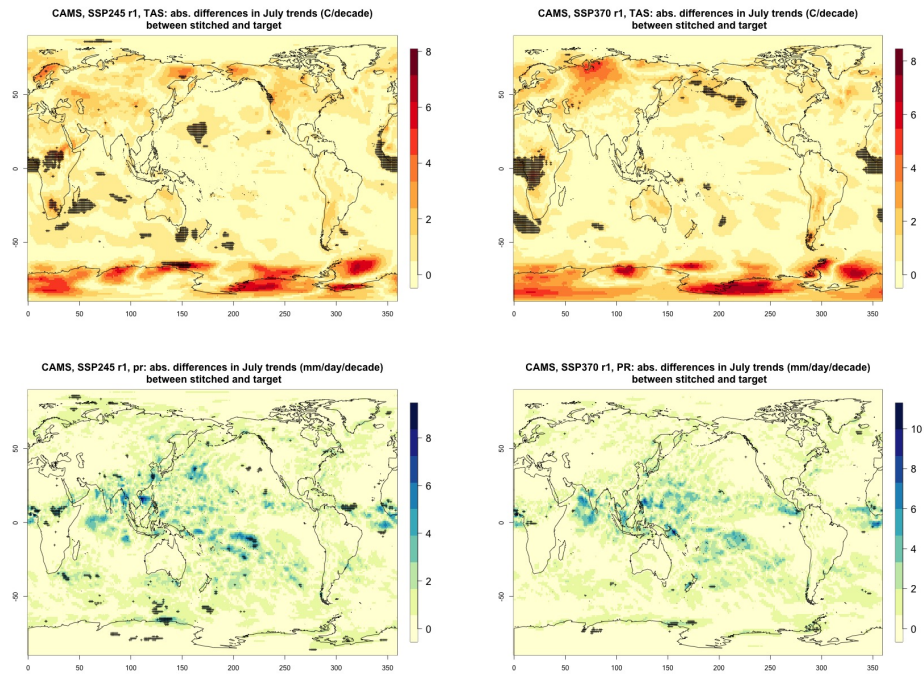 CAMS, SSP245 r1, TAS: abs. differences in July trends (C/decade)
between stitched and target
8
6
4
2
0
50
0
-50
0 50 100 150 200 250 300 350
CAMS, SSP370 r1, TAS: abs. differences in July trends (C/decade)
between stitched and target
8
6
4
2
0
50
0
-50
0 50 100 150 200 250 300 350
CAMS, SSP245 r1, pr: abs. differences in July trends (mm/day/decade)
between stitched and target
8
6
4
2
0
50
0
-50
0 50 100 150 200 250 300 350
CAMS, SSP370 r1, PR: abs. differences in July trends (mm/day/decade)
between stitched and target
10
8
6
4
2
0
50
0
-50
0 50 100 150 200 250 300 350